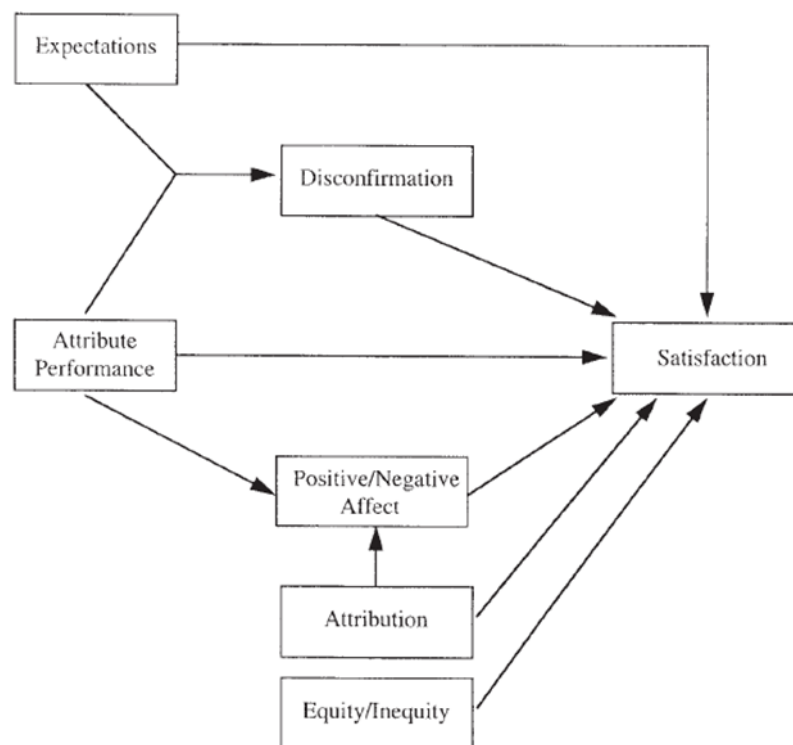 Expectations
Disconfirmation
Attribute
Performance
Satisfaction
Positive/Negative
Affect
Attribution
Equity/Inequity